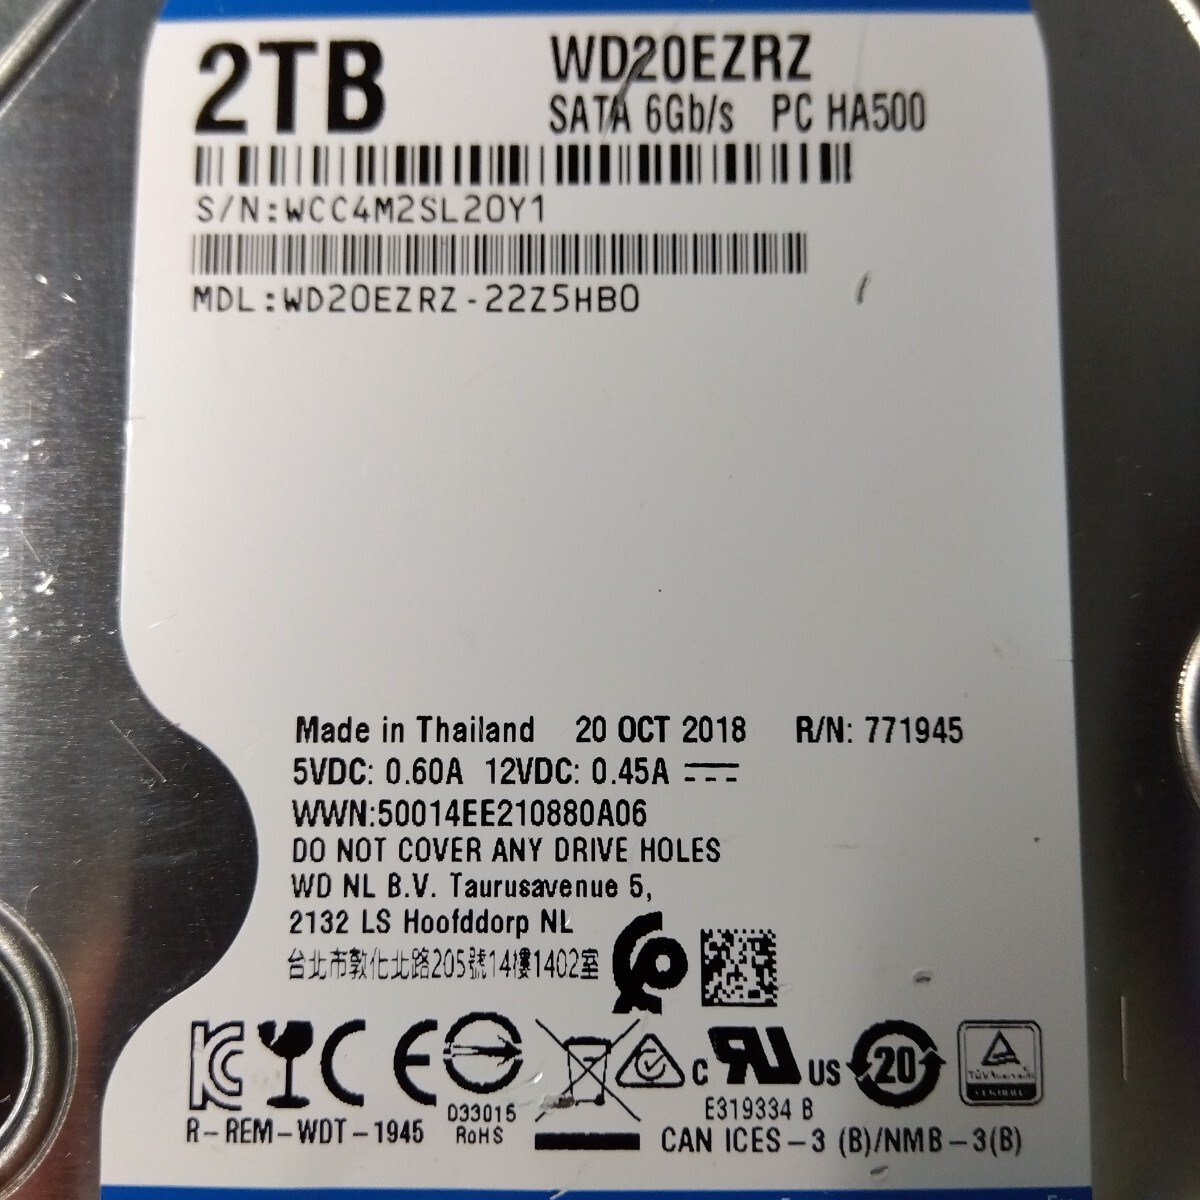 2TB
WD20EZRZ
SATA 6Gb/s PC HA500
S/N:WCC4M2SL20Y1
MDL:WD20EZRZ-22Z5HB0
Made in Thailand 20 OCT 2018 R/N: 771945
5VDC: 0.60A 12VDC: 0.45A
WWN:50014EE210880A06
DO NOT COVER ANY DRIVE HOLES
WD NL B.V. Taurusavenue 5,
2132 LS Hoofddorp NL
台北市敦化北路205號14樓1402室
CE
c UL US
20
D33015
RoHS
E319334 B
R-REM-WDT-1945
CAN ICES-3 (B)/NMB-3(B)